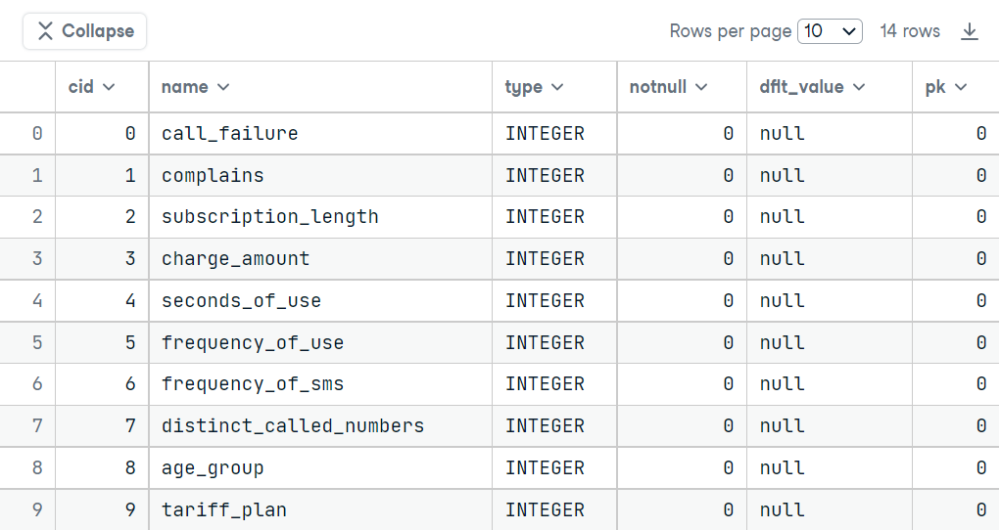 Collapse Rows per page 10 14 rows
cid name type notnull dflt_value pk
0 0 call_failure INTEGER 0 null 0
1 1 complains INTEGER 0 null 0
2 2 subscription_length INTEGER 0 null 0
3 3 charge_amount INTEGER 0 null 0
4 4 seconds_of_use INTEGER 0 null 0
5 5 frequency_of_use INTEGER 0 null 0
6 6 frequency_of_sms INTEGER 0 null 0
7 7 distinct_called_numbers INTEGER 0 null 0
8 8 age_group INTEGER 0 null 0
9 9 tariff_plan INTEGER 0 null 0